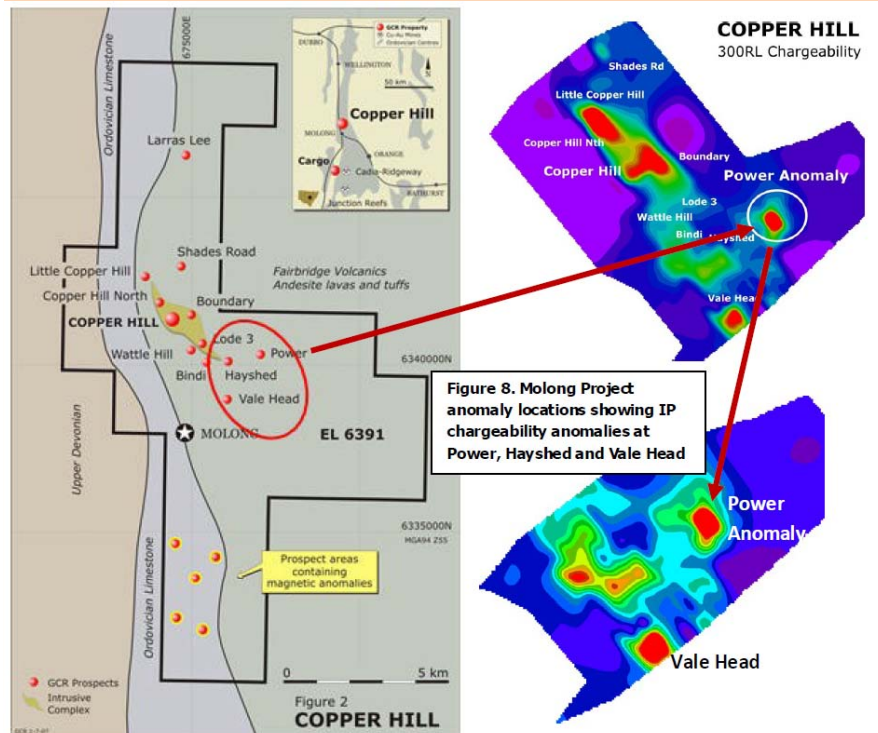 675000E
Ordovician Limestone
Larras Lee
GCR Property
Cu-Au Mines
Ordovician Centres
DUBBO
WELLINGTON
50 km
N
Copper Hill
MOLONG
ORANGE
Cargo
Cadia-Ridgeway
BATHURST
Junction Reefs
Shades Road
Little Copper Hill
Fairbridge Volcanics
Andesite lavas and tuffs
Copper Hill North
Boundary
COPPER HILL
Lode 3
Power
Wattle Hill
6340000N
Bindi
Hayshed
Vale Head
MOLONG
EL 6391
Upper Devonian
6335000N
MGA94 Z55
Prospect areas
containing
magnetic anomalies
Ordovician Limestone
0
5 km
GCR Prospects
Intrusive
Complex
Figure 2
COPPER HILL
COPPER HILL
300RL Chargeability
Shades Rd
Little Copper Hill
Copper Hill Nth
Boundary
Copper Hill
Power Anomaly
Lode 3
Wattle Hill
Bindi
Hayshed
Vale Head
Figure 8. Molong Project
anomaly locations showing IP
chargeability anomalies at
Power, Hayshed and Vale Head
Power
Anomaly
Vale Head